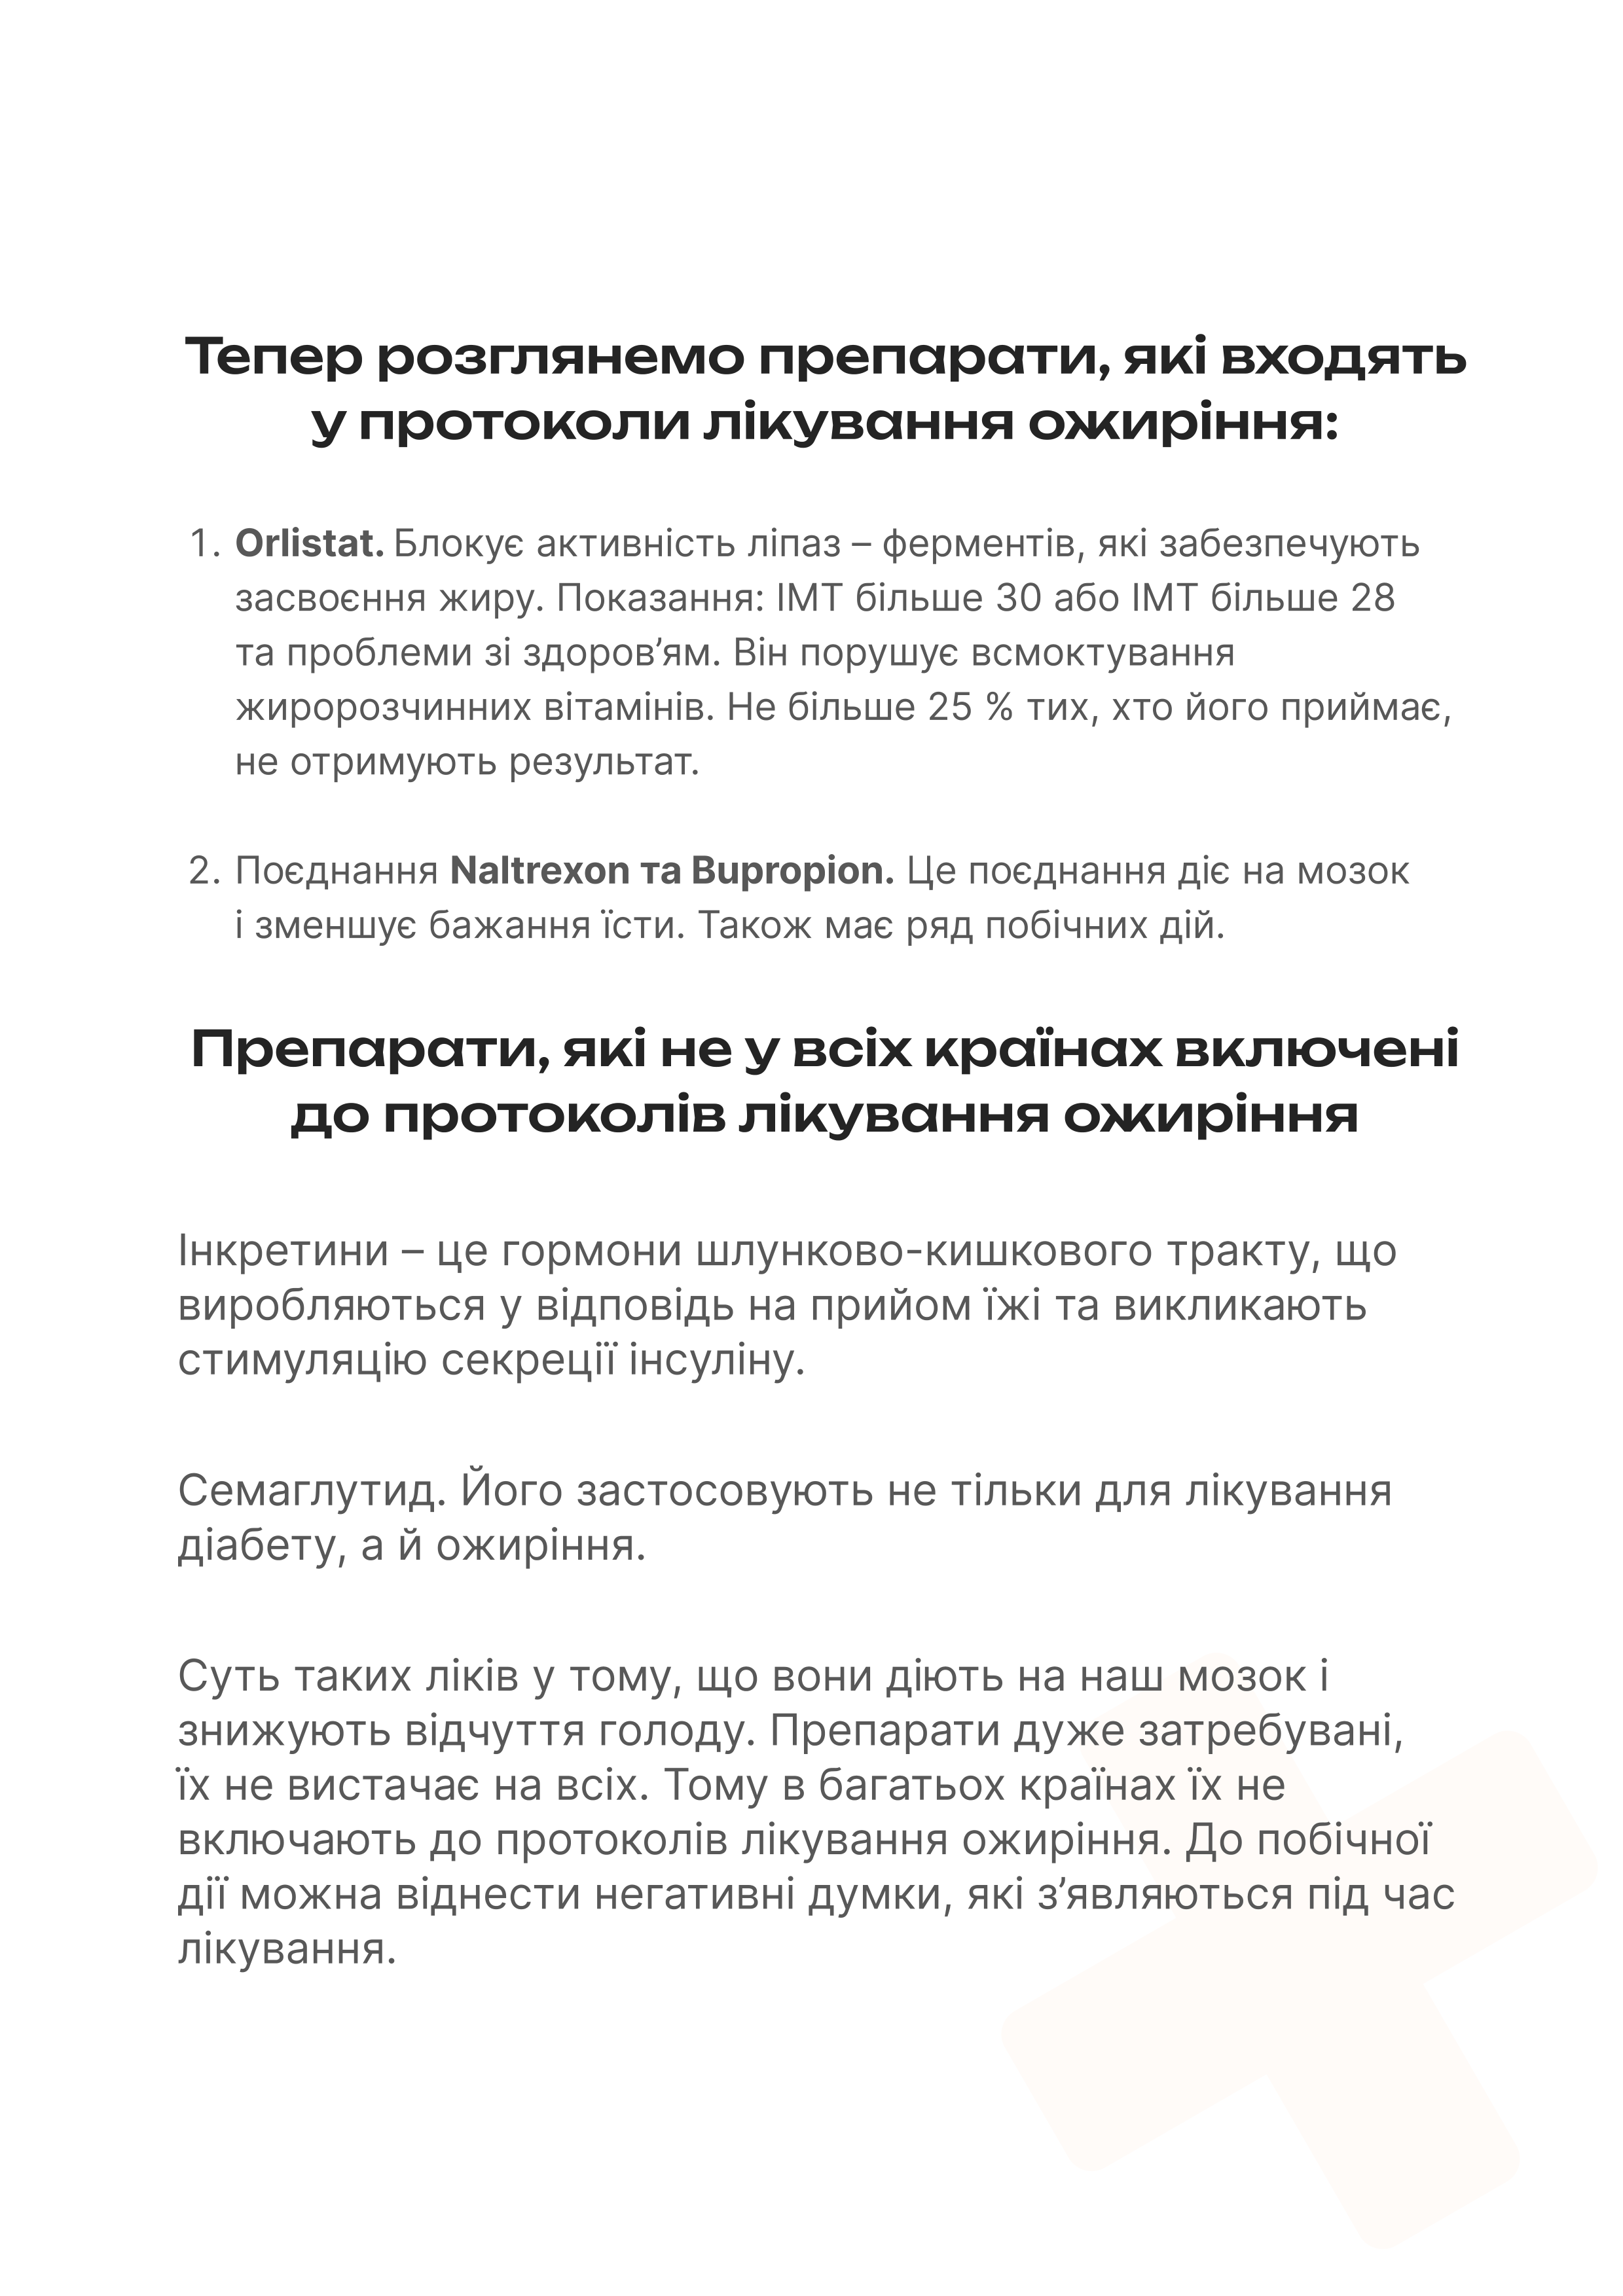 Тепер розглянемо препарати, які входять
у протоколи лікування ожиріння:
1. Orlistat. Блокує активність ліпаз – ферментів, які забезпечують
засвоєння жиру. Показання: ІМТ більше 30 або ІМТ більше 28
та проблеми зі здоров’ям. Він порушує всмоктування
жиророзчинних вітамінів. Не більше 25 % тих, хто його приймає,
не отримують результат.
2. Поєднання Naltrexon та Bupropion. Це поєднання діє на мозок
і зменшує бажання їсти. Також має ряд побічних дій.
Препарати, які не у всіх країнах включені
до протоколів лікування ожиріння
Інкретини – це гормони шлунково-кишкового тракту, що
виробляються у відповідь на прийом їжі та викликають
стимуляцію секреції інсуліну.
Семаглутид. Його застосовують не тільки для лікування
діабету, а й ожиріння.
Суть таких ліків у тому, що вони діють на наш мозок і
знижують відчуття голоду. Препарати дуже затребувані,
їх не вистачає на всіх. Тому в багатьох країнах їх не
включають до протоколів лікування ожиріння. До побічної
дії можна віднести негативні думки, які з’являються під час
лікування.